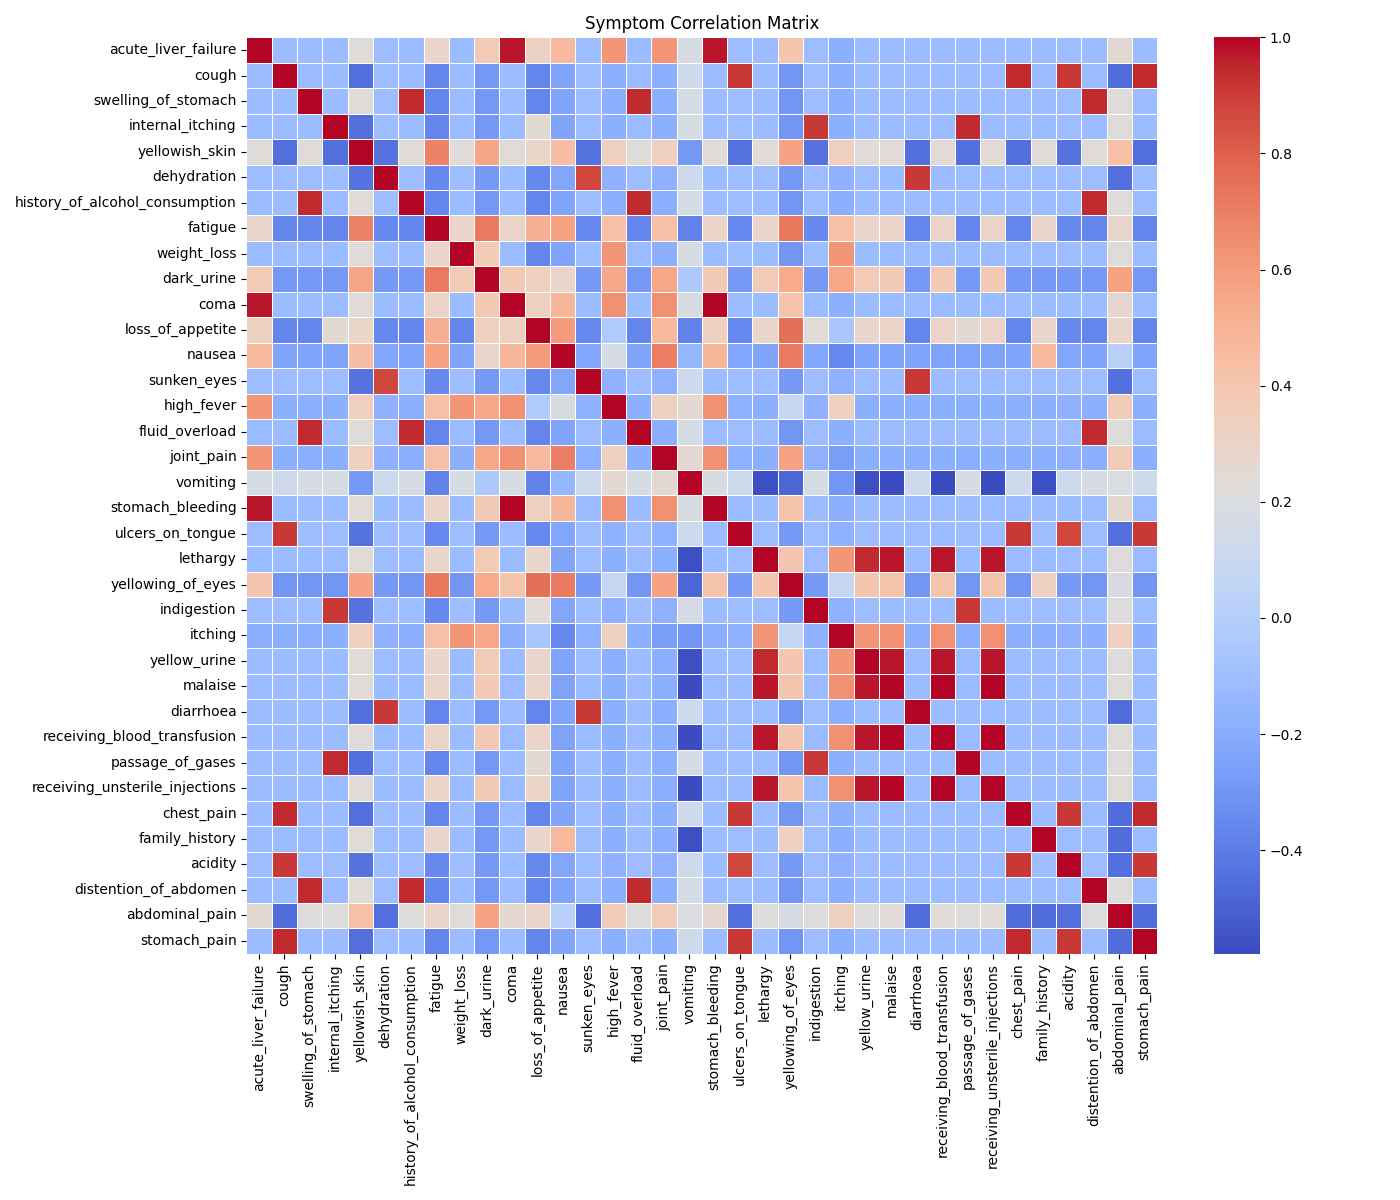 Symptom Correlation Matrix
acute_liver_failure
cough
swelling_of_stomach
internal_itching
yellowish_skin
dehydration
history_of_alcohol_consumption
fatigue
weight_loss
dark_urine
coma
loss_of_appetite
nausea
sunken_eyes
high_fever
fluid_overload
joint_pain
vomiting
stomach_bleeding
ulcers_on_tongue
lethargy
yellowing_of_eyes
indigestion
itching
yellow_urine
malaise
diarrhoea
receiving_blood_transfusion
passage_of_gases
receiving_unsterile_injections
chest_pain
family_history
acidity
distention_of_abdomen
abdominal_pain
stomach_pain
acute_liver_failure
cough
swelling_of_stomach
internal_itching
yellowish_skin
dehydration
history_of_alcohol_consumption
fatigue
weight_loss
dark_urine
coma
loss_of_appetite
nausea
sunken_eyes
high_fever
fluid_overload
joint_pain
vomiting
stomach_bleeding
ulcers_on_tongue
lethargy
yellowing_of_eyes
indigestion
itching
yellow_urine
malaise
diarrhoea
receiving_blood_transfusion
passage_of_gases
receiving_unsterile_injections
chest_pain
family_history
acidity
distention_of_abdomen
abdominal_pain
stomach_pain
1.0
0.8
0.6
0.4
0.2
0.0
−0.2
−0.4